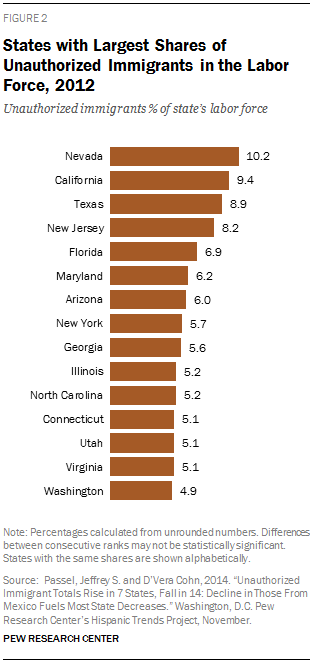 FIGURE 2
States with Largest Shares of
Unauthorized Immigrants in the Labor
Force, 2012
Unauthorized immigrants % of state's labor force
Nevada 10.2
California 9.4
Texas 8.9
New Jersey 8.2
Florida 6.9
Maryland 6.2
Arizona 6.0
New York 5.7
Georgia 5.6
Illinois 5.2
North Carolina 5.2
Connecticut 5.1
Utah 5.1
Virginia 5.1
Washington 4.9
Note: Percentages calculated from unrounded numbers. Differences
between consecutive ranks may not be statistically significant.
States with the same shares are shown alphabetically.
Source: Passel, Jeffrey S. and D'Vera Cohn, 2014. “Unauthorized
Immigrant Totals Rise in 7 States, Fall in 14: Decline in Those From
Mexico Fuels Most State Decreases.” Washington, D.C. Pew
Research Center's Hispanic Trends Project, November.
PEW RESEARCH CENTER